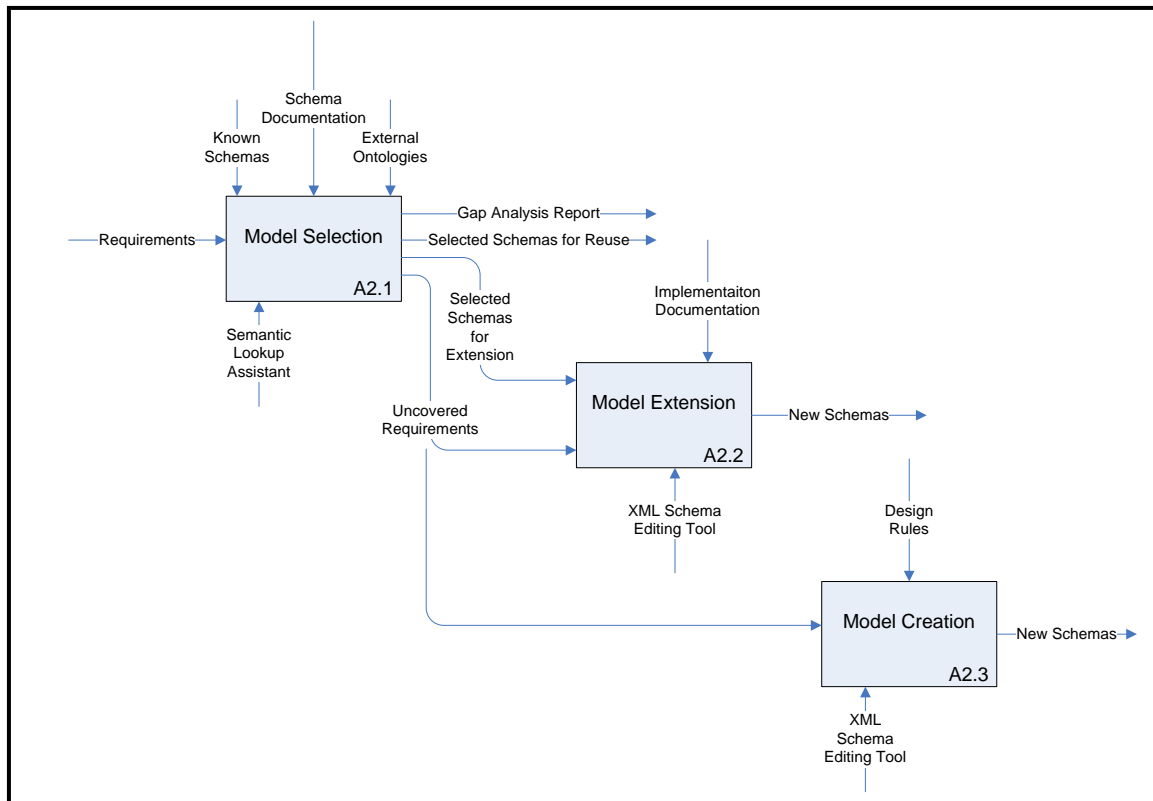 Schema
Documentation
Known
Schemas
External
Ontologies
Requirements
Model Selection
A2.1
Gap Analysis Report
Selected Schemas for Reuse
Selected
Schemas
for
Extension
Semantic
Lookup
Assistant
Uncovered
Requirements
Implementaiton
Documentation
Model Extension
A2.2
New Schemas
XML Schema
Editing Tool
Design
Rules
Model Creation
A2.3
New Schemas
XML
Schema
Editing Tool